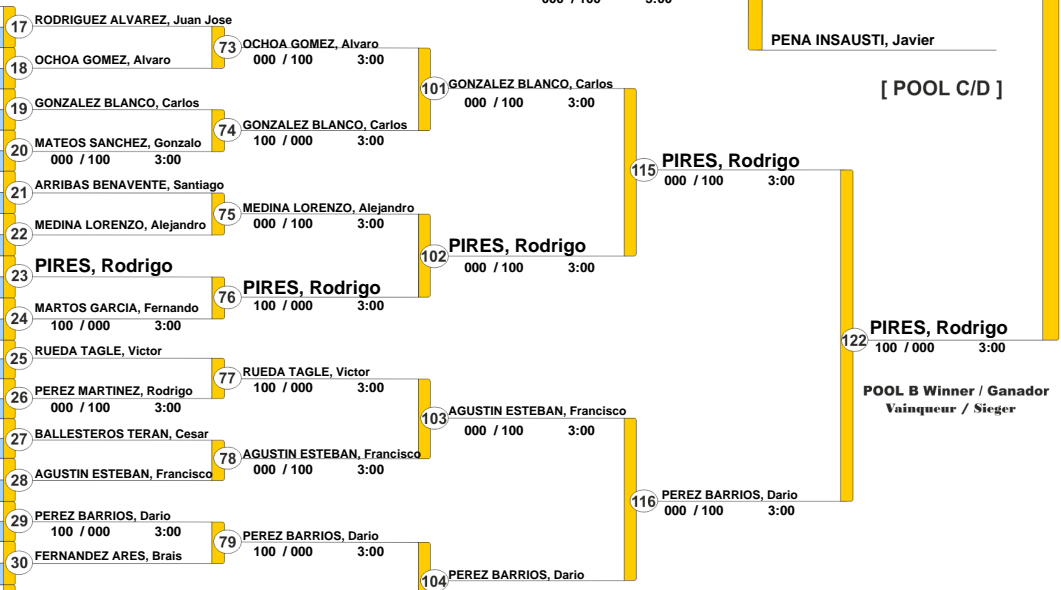 000 / 100 3:00
17 RODRIGUEZ ALVAREZ, Juan Jose
73 OCHOA GOMEZ, Alvaro
000 / 100 3:00
18 OCHOA GOMEZ, Alvaro
101 GONZALEZ BLANCO, Carlos
000 / 100 3:00
19 GONZALEZ BLANCO, Carlos
74 GONZALEZ BLANCO, Carlos
100 / 000 3:00
20 MATEOS SANCHEZ, Gonzalo
000 / 100 3:00
115 PIRES, Rodrigo
000 / 100 3:00
21 ARRIBAS BENAVENTE, Santiago
75 MEDINA LORENZO, Alejandro
000 / 100 3:00
22 MEDINA LORENZO, Alejandro
102 PIRES, Rodrigo
000 / 100 3:00
23 PIRES, Rodrigo
76 PIRES, Rodrigo
100 / 000 3:00
24 MARTOS GARCIA, Fernando
100 / 000 3:00
122 PIRES, Rodrigo
100 / 000 3:00
25 RUEDA TAGLE, Victor
77 RUEDA TAGLE, Victor
100 / 000 3:00
26 PEREZ MARTINEZ, Rodrigo
000 / 100 3:00
103 AGUSTIN ESTEBAN, Francisco
000 / 100 3:00
27 BALLESTEROS TERAN, Cesar
78 AGUSTIN ESTEBAN, Francisco
000 / 100 3:00
28 AGUSTIN ESTEBAN, Francisco
116 PEREZ BARRIOS, Dario
000 / 100 3:00
29 PEREZ BARRIOS, Dario
100 / 000 3:00
79 PEREZ BARRIOS, Dario
100 / 000 3:00
30 FERNANDEZ ARES, Brais
104 PEREZ BARRIOS, Dario
PENA INSAUSTI, Javier
[ POOL C/D ]
POOL B Winner / Ganador
Vainqueur / Sieger